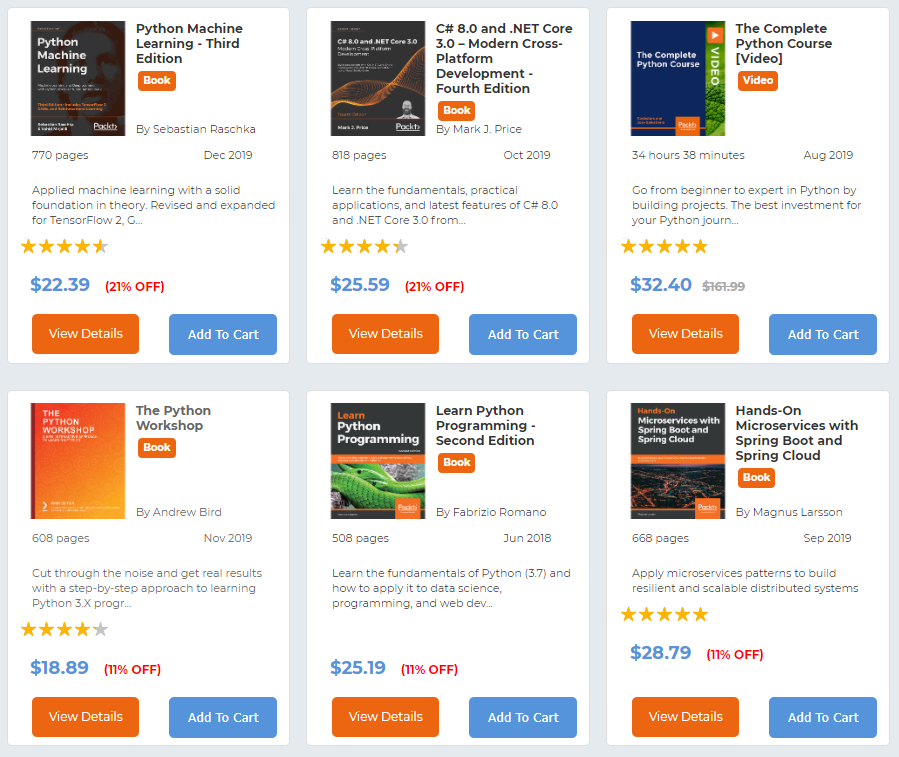 Python
Machine
Learning
Sebastian Raschka
Packt>
Python Machine
Learning - Third
Edition
Book
By Sebastian Raschka
770 pages
Dec 2019
Applied machine learning with a solid
foundation in theory. Revised and expanded
for TensorFlow 2, G...
$22.39 (21% OFF)
View Details
Add To Cart
C# 8.0 and .NET Core 3.0
Modern Cross-Platform
Development
Mark J. Price
Packt>
C# 8.0 and .NET Core
3.0 – Modern Cross-
Platform
Development -
Fourth Edition
Book
By Mark J. Price
818 pages
Oct 2019
Learn the fundamentals, practical
applications, and latest features of C# 8.0
and .NET Core 3.0 from...
$25.59 (21% OFF)
View Details
Add To Cart
The Complete
Python Course
VIDEO
Packt>
The Complete
Python Course
[Video]
Video
34 hours 38 minutes
Aug 2019
Go from beginner to expert in Python by
building projects. The best investment for
your Python journ...
$32.40 $161.99
View Details
Add To Cart
THE
PYTHON
WORKSHOP
The Python
Workshop
Book
By Andrew Bird
608 pages
Nov 2019
Cut through the noise and get real results
with a step-by-step approach to learning
Python 3.X progr...
$18.89 (11% OFF)
View Details
Add To Cart
Learn
Python
Programming
Packt>
Learn Python
Programming -
Second Edition
Book
By Fabrizio Romano
508 pages
Jun 2018
Learn the fundamentals of Python (3.7) and
how to apply it to data science,
programming, and web dev...
$25.19 (11% OFF)
View Details
Add To Cart
Hands-On
Microservices with
Spring Boot and
Spring Cloud
Packt>
Hands-On
Microservices with
Spring Boot and
Spring Cloud
Book
By Magnus Larsson
668 pages
Sep 2019
Apply microservices patterns to build
resilient and scalable distributed systems
$28.79 (11% OFF)
View Details
Add To Cart